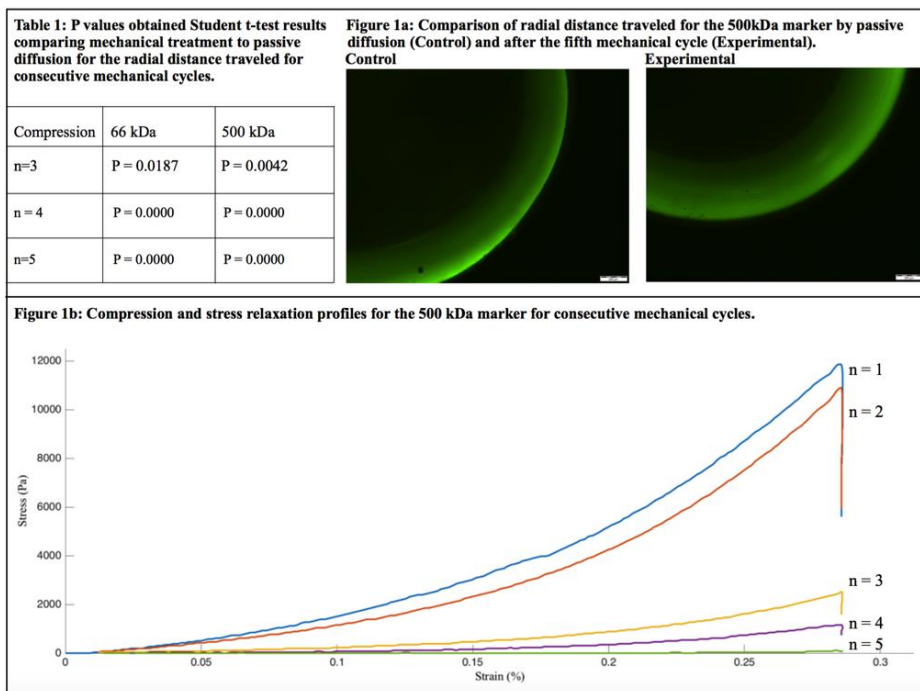 Table 1: P values obtained Student t-test results
comparing mechanical treatment to passive
diffusion for the radial distance traveled for
consecutive mechanical cycles.
Compression 66 kDa 500 kDa
n=3 P = 0.0187 P = 0.0042
n = 4 P = 0.0000 P = 0.0000
n=5 P = 0.0000 P = 0.0000
Figure 1a: Comparison of radial distance traveled for the 500kDa marker by passive
diffusion (Control) and after the fifth mechanical cycle (Experimental).
Control Experimental
Figure 1b: Compression and stress relaxation profiles for the 500 kDa marker for consecutive mechanical cycles.
12000
10000
8000
6000
4000
2000
0
Stress (Pa)
n = 1
n = 2
n = 3
n = 4
n = 5
0 0.05 0.1 0.15 0.2 0.25 0.3
Strain (%)